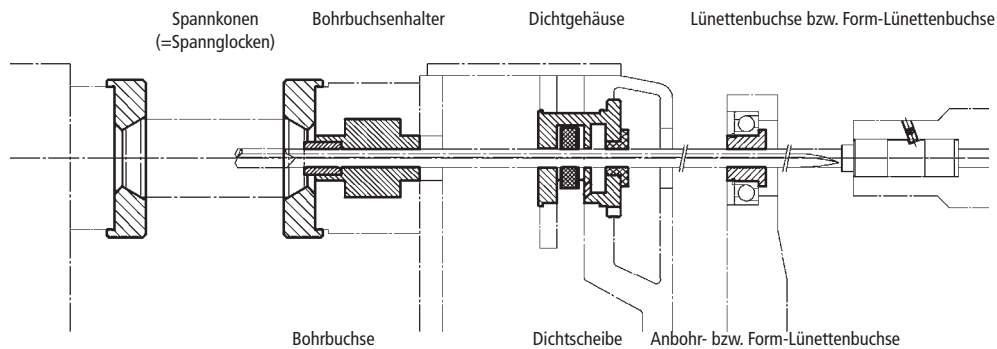 Spannkonen
(=Spannglocken)
Bohrbuchsenhalter
Dichtgehäuse
Lünettenbuchse bzw. Form-Lünettenbuchse
Bohrbuchse
Dichtscheibe
Anbohr- bzw. Form-Lünettenbuchse